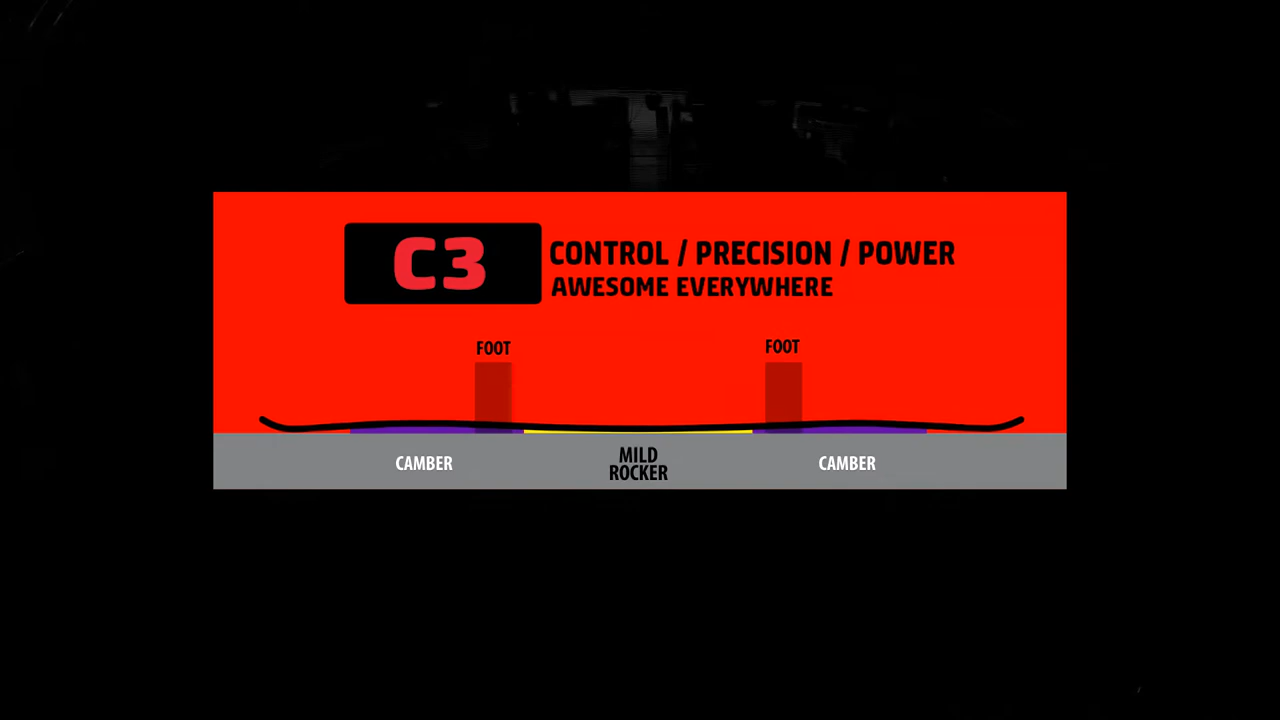 C3
CONTROL / PRECISION / POWER
AWESOME EVERYWHERE
FOOT
FOOT
CAMBER
MILD
ROCKER
CAMBER